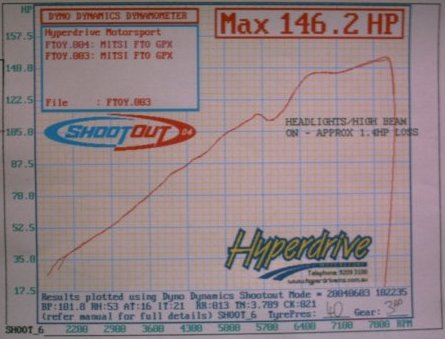 HP
DYNO DYNAMICS DYNAMOMETER
Max 146.2 HP
Hyperdrive Motorsport
FTOY.004: MITSI FTO GPX
FTOY.003: MITSI FTO GPX
File : FTOY.003
SHOOTOUT 04
HEADLIGHTS/HIGH BEAM
ON - APPROX 1.4HP LOSS
157.5
140.0
122.5
105.0
87.5
70.0
52.5
35.0
17.5
Hyperdrive
MOTORSPORT
Telephone: 9209 3100
www.hyperdrivems.com.au
Results plotted using Dyno Dynamics Shootout Mode = 20040603 102235
BP:101.8 RH:53 AT:16 IT:21 RR:013 TM:3.789 CK:021
(refer manual for full details) SHOOT_6 TyrePres: 40 Gear: 3rd
SHOOT_6 2200 2900 3600 4300 5000 5700 6400 7100 7800 RPM